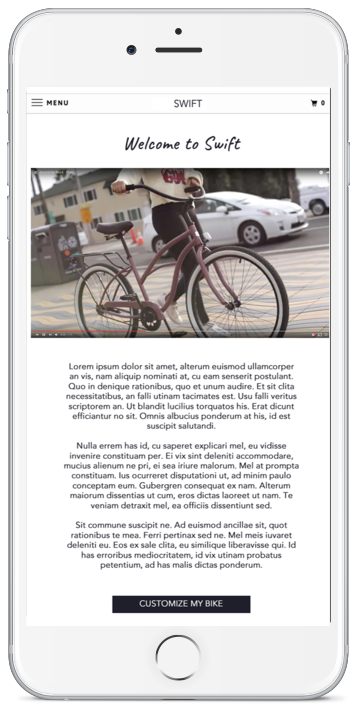 MENU SWIFT 0
Welcome to Swift
Lorem ipsum dolor sit amet, alterum euismod ullamcorper
an vis, nam aliquip nominati at, cu eam senserit postulant.
Quo in denique rationibus, quo et unum audire. Et sit clita
necessitatibus, an falli utinam tacimates est. Usu falli veritus
scriptorem an. Ut blandit lucilius torquatos his. Erat dicunt
efficiantur no sit. Omnis albucius ponderum at his, id est
suscipit salutandi.
Nulla errem has id, cu saperet explicari mel, eu vidisse
invenire constituam per. Ei vix sint deleniti accommodare,
mucius alienum ne pri, ei sea iriure malorum. Mel at prompta
constituam. Ius ocurreret disputationi ut, ad minim paulo
conceptam eum. Gubergren consequat ex nam. Alterum
maiorum dissentias ut cum, eros dictas laoreet ut nam. Te
veniam detraxit mel, ea officiis dissentiunt sed.
Sit commune suscipit ne. Ad euismod ancillae sit, quot
rationibus te mea. Ferri pertinax sed ne. Mel meis iuvaret
deleniti eu. Eos ex sale clita, eu similique liberavisse qui. Id
has erroribus mediocritatem, id vix utinam probatus
petentium, ad has malis dictas ponderum.
CUSTOMIZE MY BIKE